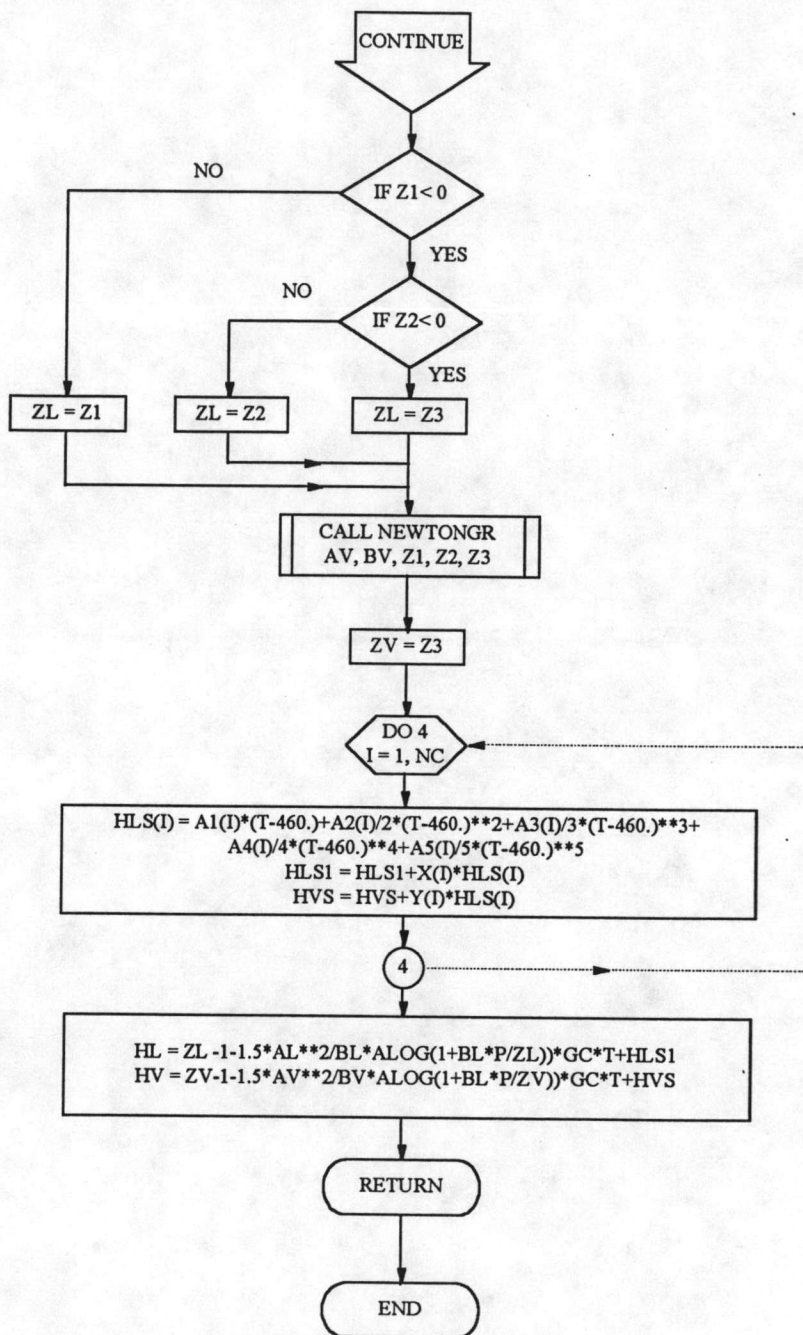 CONTINUE
NO
IF Z1< 0
YES
NO
IF Z2< 0
YES
ZL = Z1
ZL = Z2
ZL = Z3
CALL NEWTONGR
AV, BV, Z1, Z2, Z3
ZV = Z3
DO 4
I = 1, NC
HLS(I) = A1(I)*(T-460.)+A2(I)/2*(T-460.)**2+A3(I)/3*(T-460.)**3+
A4(I)/4*(T-460.)**4+A5(I)/5*(T-460.)**5
HLS1 = HLS1+X(I)*HLS(I)
HVS = HVS+Y(I)*HLS(I)
4
HL = ZL -1-1.5*AL**2/BL*ALOG(1+BL*P/ZL))*GC*T+HLS1
HV = ZV-1-1.5*AV**2/BV*ALOG(1+BL*P/ZV))*GC*T+HVS
RETURN
END